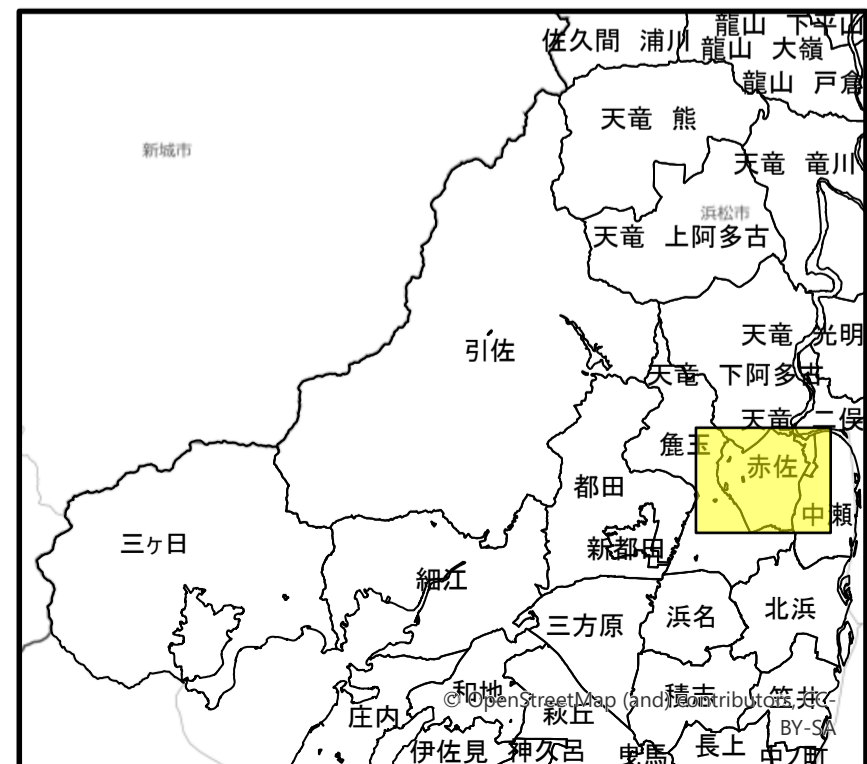 佐久間 浦川
龍山 下平山
龍山 大嶺
龍山 戸倉
天竜 熊
新城市
天竜 竜川
浜松市
天竜 上阿多古
天竜 光明
引佐
天竜 下阿多古
天竜 二俣
麁玉
赤佐
都田
中瀬
三ヶ日
新都田
細江
三方原
浜名
北浜
和地
積志
笠井
© OpenStreetMap (and) contributors, CC-BY-SA
庄内
萩丘
伊佐見
神久呂
曳馬
長上
中ノ町